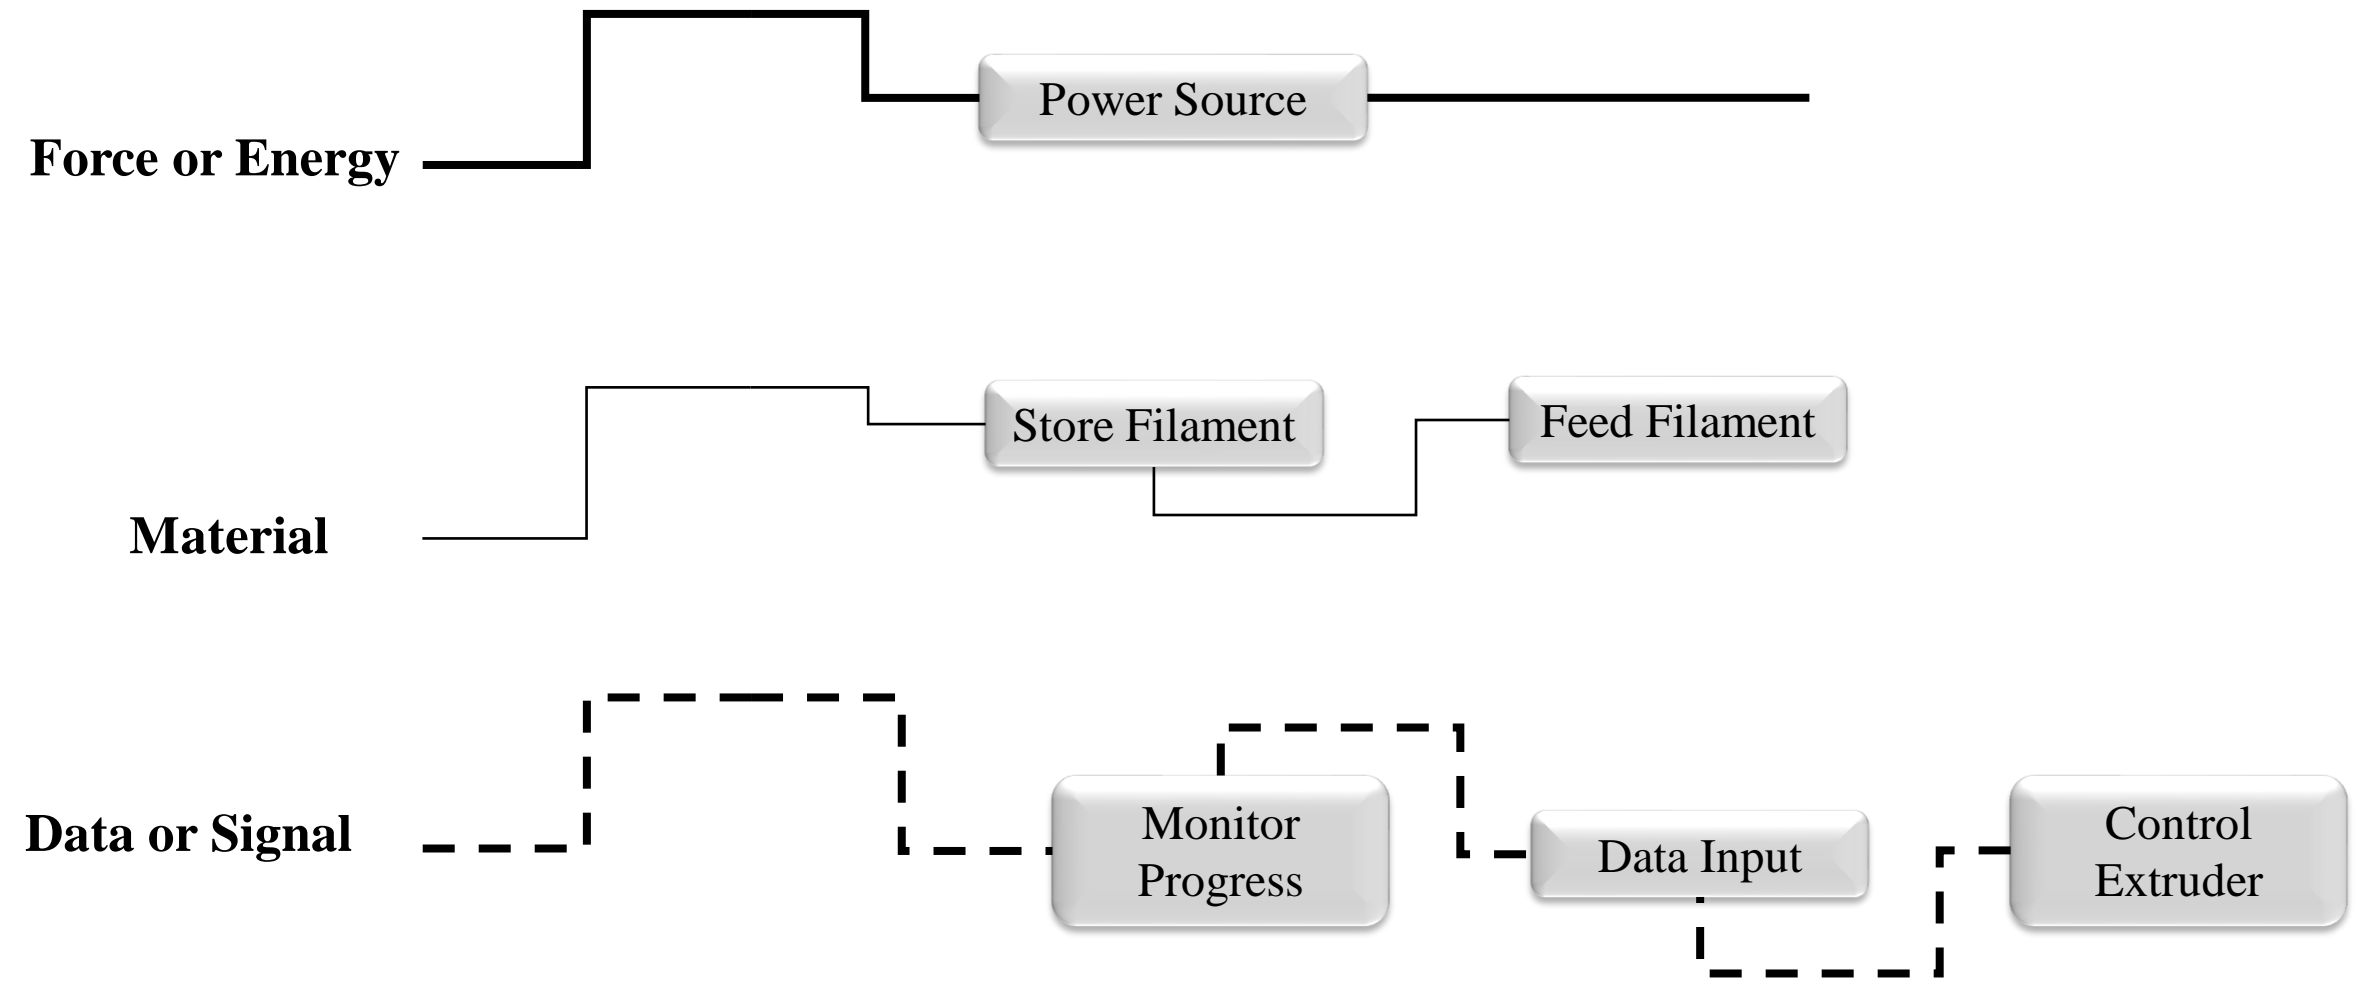 Power Source
Force or Energy
Store Filament
Feed Filament
Material
Data or Signal
Monitor
Progress
Data Input
Control
Extruder